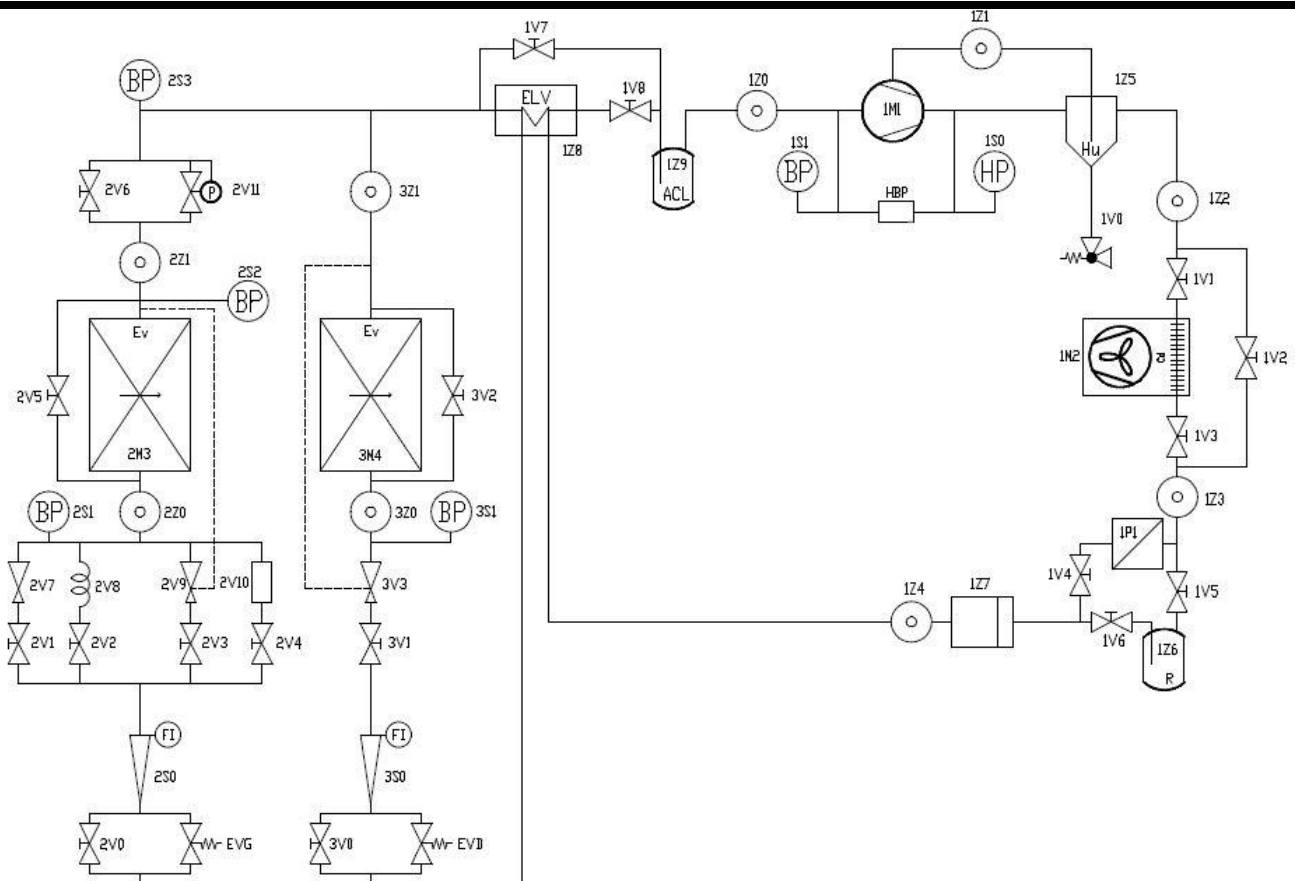 1Z1
1V7
BP 2S3
1Z0
1Z5
ELV
1V8
1M1
1Z8
1S1
1S0
1Z9
BP
HP
Hu
2V6
P
2V11
3Z1
ACL
HBP
1Z2
1V0
2Z1
2S2
1V1
BP
Ev
Ev
1N2
1V2
2V5
3V2
1V3
2N3
3N4
1Z3
BP 2S1
2Z0
3Z0
BP 3S1
1P1
2V7
2V8
2V9
2V10
3V3
1V4
1V5
1Z4
1Z7
2V1
2V2
2V3
2V4
3V1
1V6
1Z6
R
FI
FI
2S0
3S0
2V0
EVG
3V0
EVD